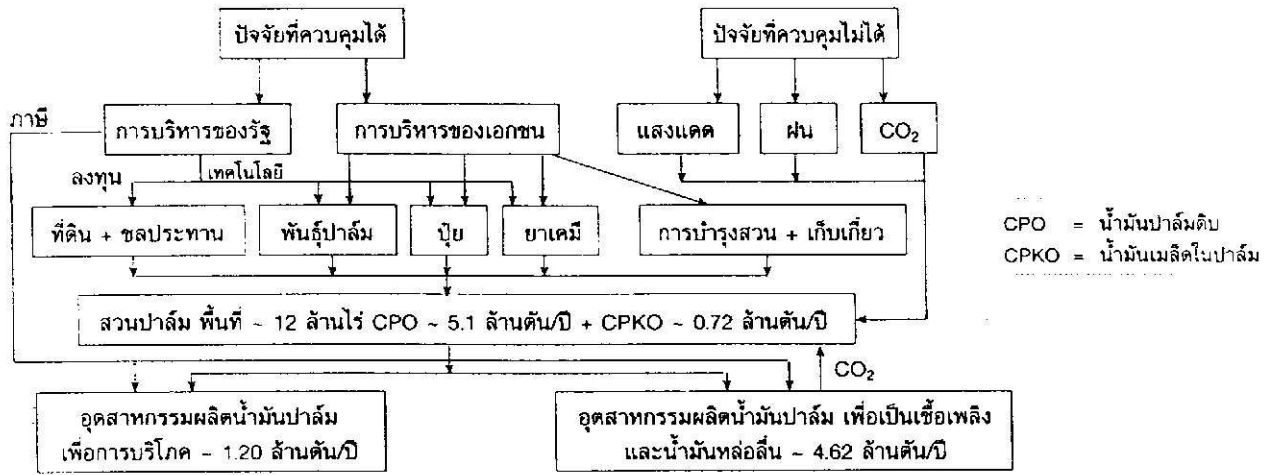 ปัจจัยที่ควบคุมได้
ปัจจัยที่ควบคุมไม่ได้
ภาษี
การบริหารของรัฐ
การบริหารของเอกชน
แสงแดด
ฝน
CO₂
ลงทุน
เทคโนโลยี
ที่ดิน + ชลประทาน
พันธุ์ปาล์ม
ปุ๋ย
ยาเคมี
การบำรุงสวน + เก็บเกี่ยว
CPO = น้ำมันปาล์มดิบ
CPKO = น้ำมันเมล็ดในปาล์ม
สวนปาล์ม พื้นที่ ~ 12 ล้านไร่ CPO ~ 5.1 ล้านตัน/ปี + CPKO ~ 0.72 ล้านตัน/ปี
CO₂
อุตสาหกรรมผลิตน้ำมันปาล์ม
เพื่อการบริโภค ~ 1.20 ล้านตัน/ปี
อุตสาหกรรมผลิตน้ำมันปาล์ม เพื่อเป็นเชื้อเพลิง
และน้ำมันหล่อลื่น ~ 4.62 ล้านตัน/ปี